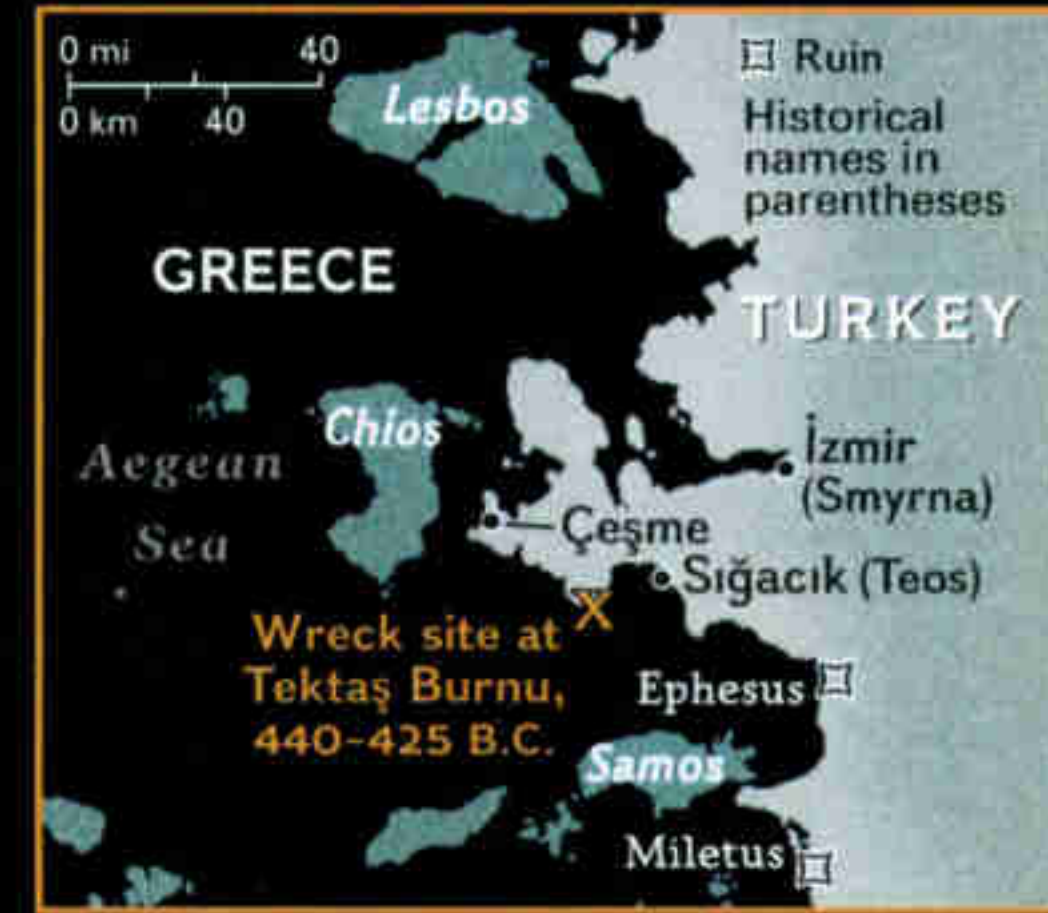 0 mi 40
0 km 40
Ruin
Historical
names in
parentheses
Lesbos
GREECE
TURKEY
Chios
Aegean
Sea
İzmir
(Smyrna)
Çeşme
Sığacık (Teos)
X
Wreck site at
Tektaş Burnu,
440–425 B.C.
Ephesus
Samos
Miletus